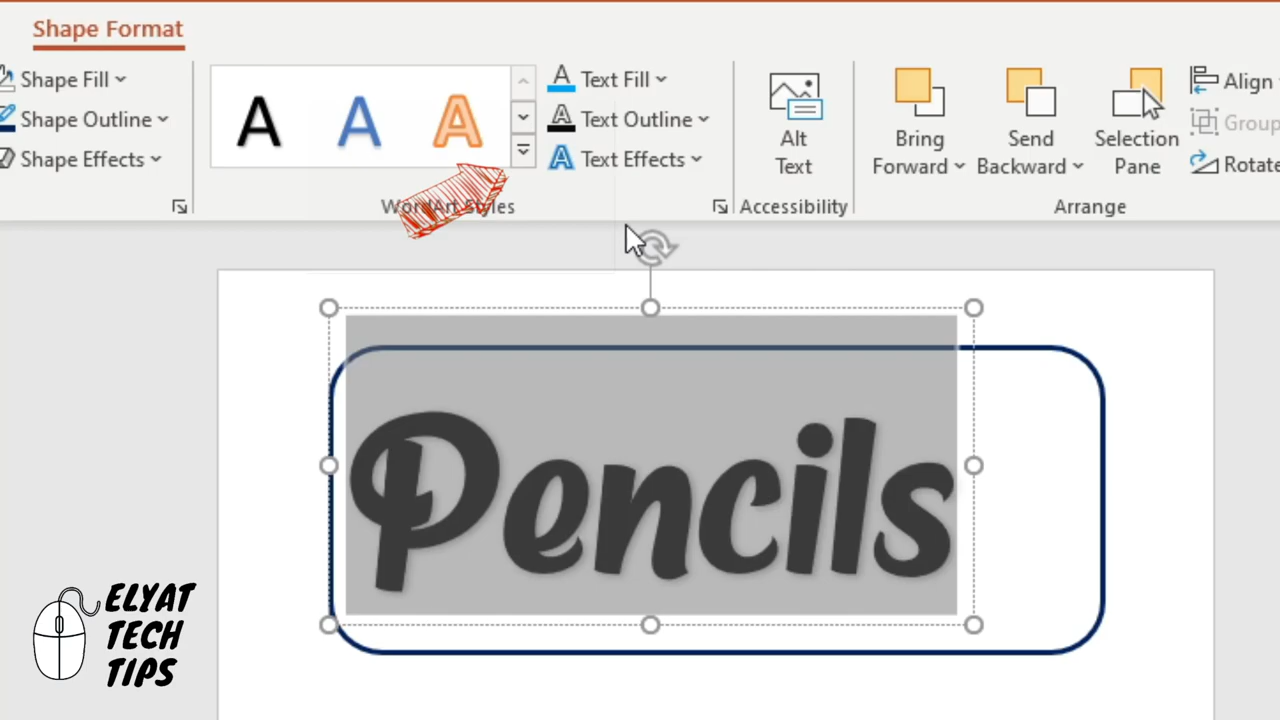 Shape Format
Shape Fill
Shape Outline
Shape Effects
A A A
Text Fill
Text Outline
Text Effects
WordArt Styles
Alt
Text
Accessibility
Bring
Forward
Send
Backward
Selection
Pane
Align
Group
Rotate
Arrange
Pencils
ELYAT
TECH
TIPS